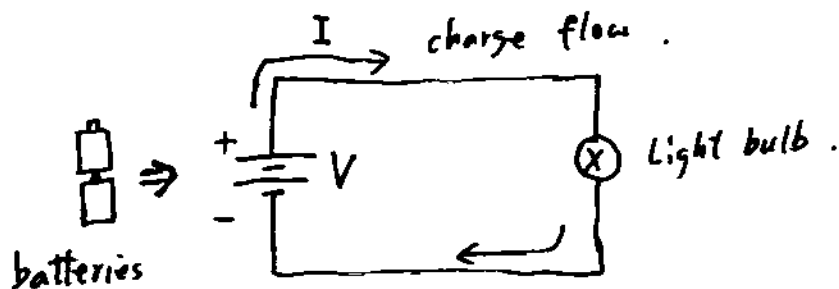 I charge flow .
+
V
-
X
Light bulb .
batteries